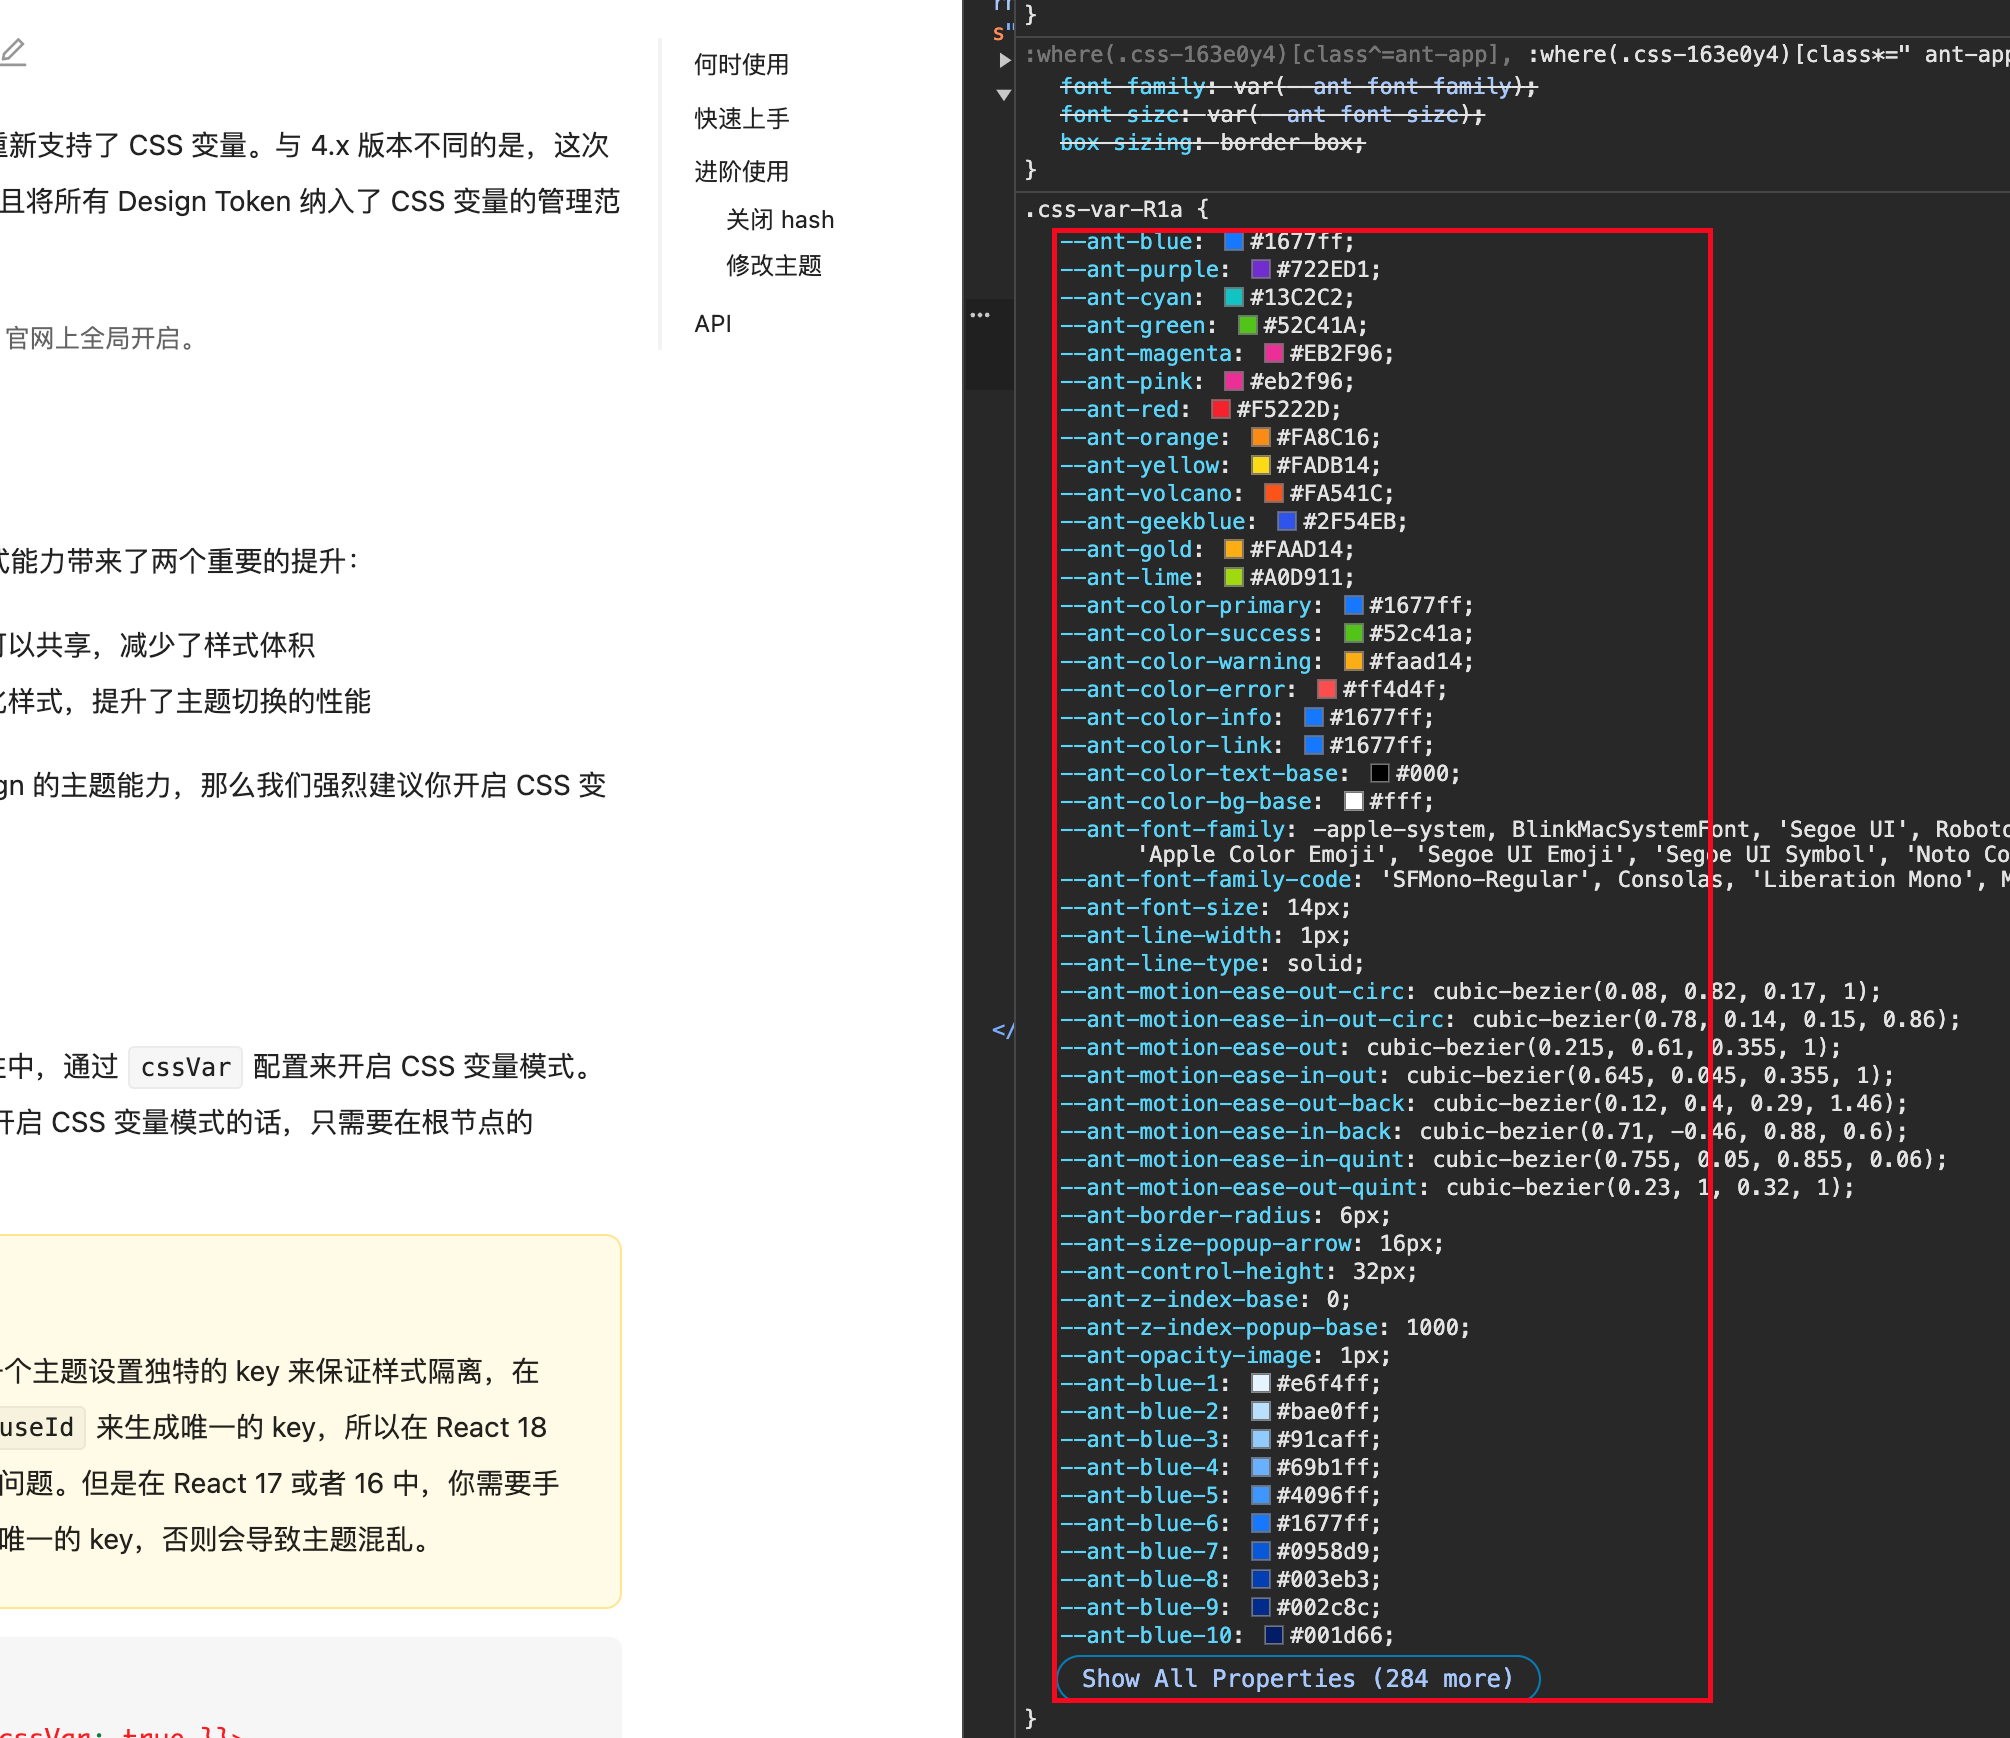 重新支持了 CSS 变量。与 4.x 版本不同的是，这次
且将所有 Design Token 纳入了 CSS 变量的管理范
官网上全局开启。
式能力带来了两个重要的提升：
可以共享，减少了样式体积
化样式，提升了主题切换的性能
gn 的主题能力，那么我们强烈建议你开启 CSS 变
中，通过 cssVar 配置来开启 CSS 变量模式。
开启 CSS 变量模式的话，只需要在根节点的
个主题设置独特的 key 来保证样式隔离，在
useId 来生成唯一的 key，所以在 React 18
问题。但是在 React 17 或者 16 中，你需要手
唯一的 key，否则会导致主题混乱。
cssVar: true }}>
何时使用
快速上手
进阶使用
关闭 hash
修改主题
API
s"
</
}
:where(.css-163e0y4)[class^=ant-app], :where(.css-163e0y4)[class*=" ant-app
font-family: var(--ant-font-family);
font-size: var(--ant-font-size);
box-sizing: border-box;
}
.css-var-R1a {
--ant-blue: #1677ff;
--ant-purple: #722ED1;
--ant-cyan: #13C2C2;
--ant-green: #52C41A;
--ant-magenta: #EB2F96;
--ant-pink: #eb2f96;
--ant-red: #F5222D;
--ant-orange: #FA8C16;
--ant-yellow: #FADB14;
--ant-volcano: #FA541C;
--ant-geekblue: #2F54EB;
--ant-gold: #FAAD14;
--ant-lime: #A0D911;
--ant-color-primary: #1677ff;
--ant-color-success: #52c41a;
--ant-color-warning: #faad14;
--ant-color-error: #ff4d4f;
--ant-color-info: #1677ff;
--ant-color-link: #1677ff;
--ant-color-text-base: #000;
--ant-color-bg-base: #fff;
--ant-font-family: -apple-system, BlinkMacSystemFont, 'Segoe UI', Roboto
'Apple Color Emoji', 'Segoe UI Emoji', 'Segoe UI Symbol', 'Noto Co
--ant-font-family-code: 'SFMono-Regular', Consolas, 'Liberation Mono', M
--ant-font-size: 14px;
--ant-line-width: 1px;
--ant-line-type: solid;
--ant-motion-ease-out-circ: cubic-bezier(0.08, 0.82, 0.17, 1);
--ant-motion-ease-in-out-circ: cubic-bezier(0.78, 0.14, 0.15, 0.86);
--ant-motion-ease-out: cubic-bezier(0.215, 0.61, 0.355, 1);
--ant-motion-ease-in-out: cubic-bezier(0.645, 0.045, 0.355, 1);
--ant-motion-ease-out-back: cubic-bezier(0.12, 0.4, 0.29, 1.46);
--ant-motion-ease-in-back: cubic-bezier(0.71, -0.46, 0.88, 0.6);
--ant-motion-ease-in-quint: cubic-bezier(0.755, 0.05, 0.855, 0.06);
--ant-motion-ease-out-quint: cubic-bezier(0.23, 1, 0.32, 1);
--ant-border-radius: 6px;
--ant-size-popup-arrow: 16px;
--ant-control-height: 32px;
--ant-z-index-base: 0;
--ant-z-index-popup-base: 1000;
--ant-opacity-image: 1px;
--ant-blue-1: #e6f4ff;
--ant-blue-2: #bae0ff;
--ant-blue-3: #91caff;
--ant-blue-4: #69b1ff;
--ant-blue-5: #4096ff;
--ant-blue-6: #1677ff;
--ant-blue-7: #0958d9;
--ant-blue-8: #003eb3;
--ant-blue-9: #002c8c;
--ant-blue-10: #001d66;
Show All Properties (284 more)
}